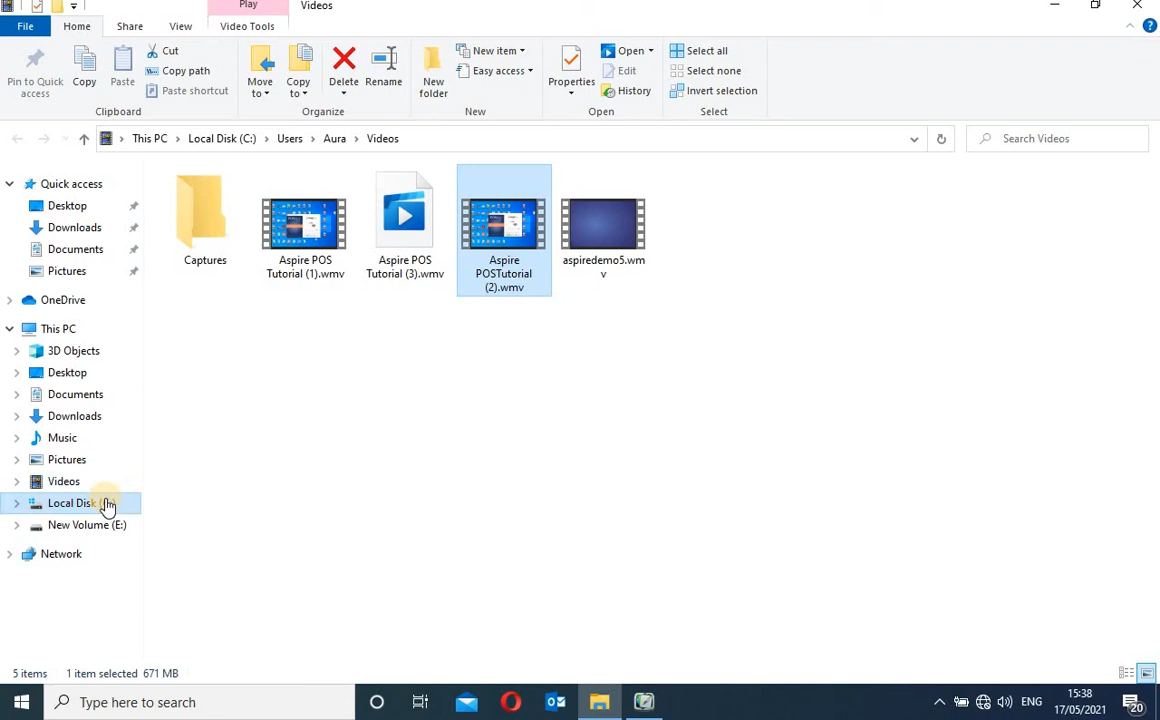 Play
Videos
File
Home
Share
View
Video Tools
Pin to Quick
access
Copy
Paste
Cut
Copy path
Paste shortcut
Clipboard
Move
to
Copy
to
Delete
Rename
Organize
New
folder
New item
Easy access
New
Properties
Open
Edit
History
Open
Select all
Select none
Invert selection
Select
This PC
Local Disk (C:)
Users
Aura
Videos
Search Videos
Quick access
Desktop
Downloads
Documents
Pictures
OneDrive
This PC
3D Objects
Desktop
Documents
Downloads
Music
Pictures
Videos
Local Disk
New Volume (E:)
Network
Captures
Aspire POS
Tutorial (1).wmv
Aspire POS
Tutorial (3).wmv
Aspire
POSTutorial
(2).wmv
aspiredemo5.wm
v
5 items
1 item selected 671 MB
Type here to search
ENG
15:38
17/05/2021
20